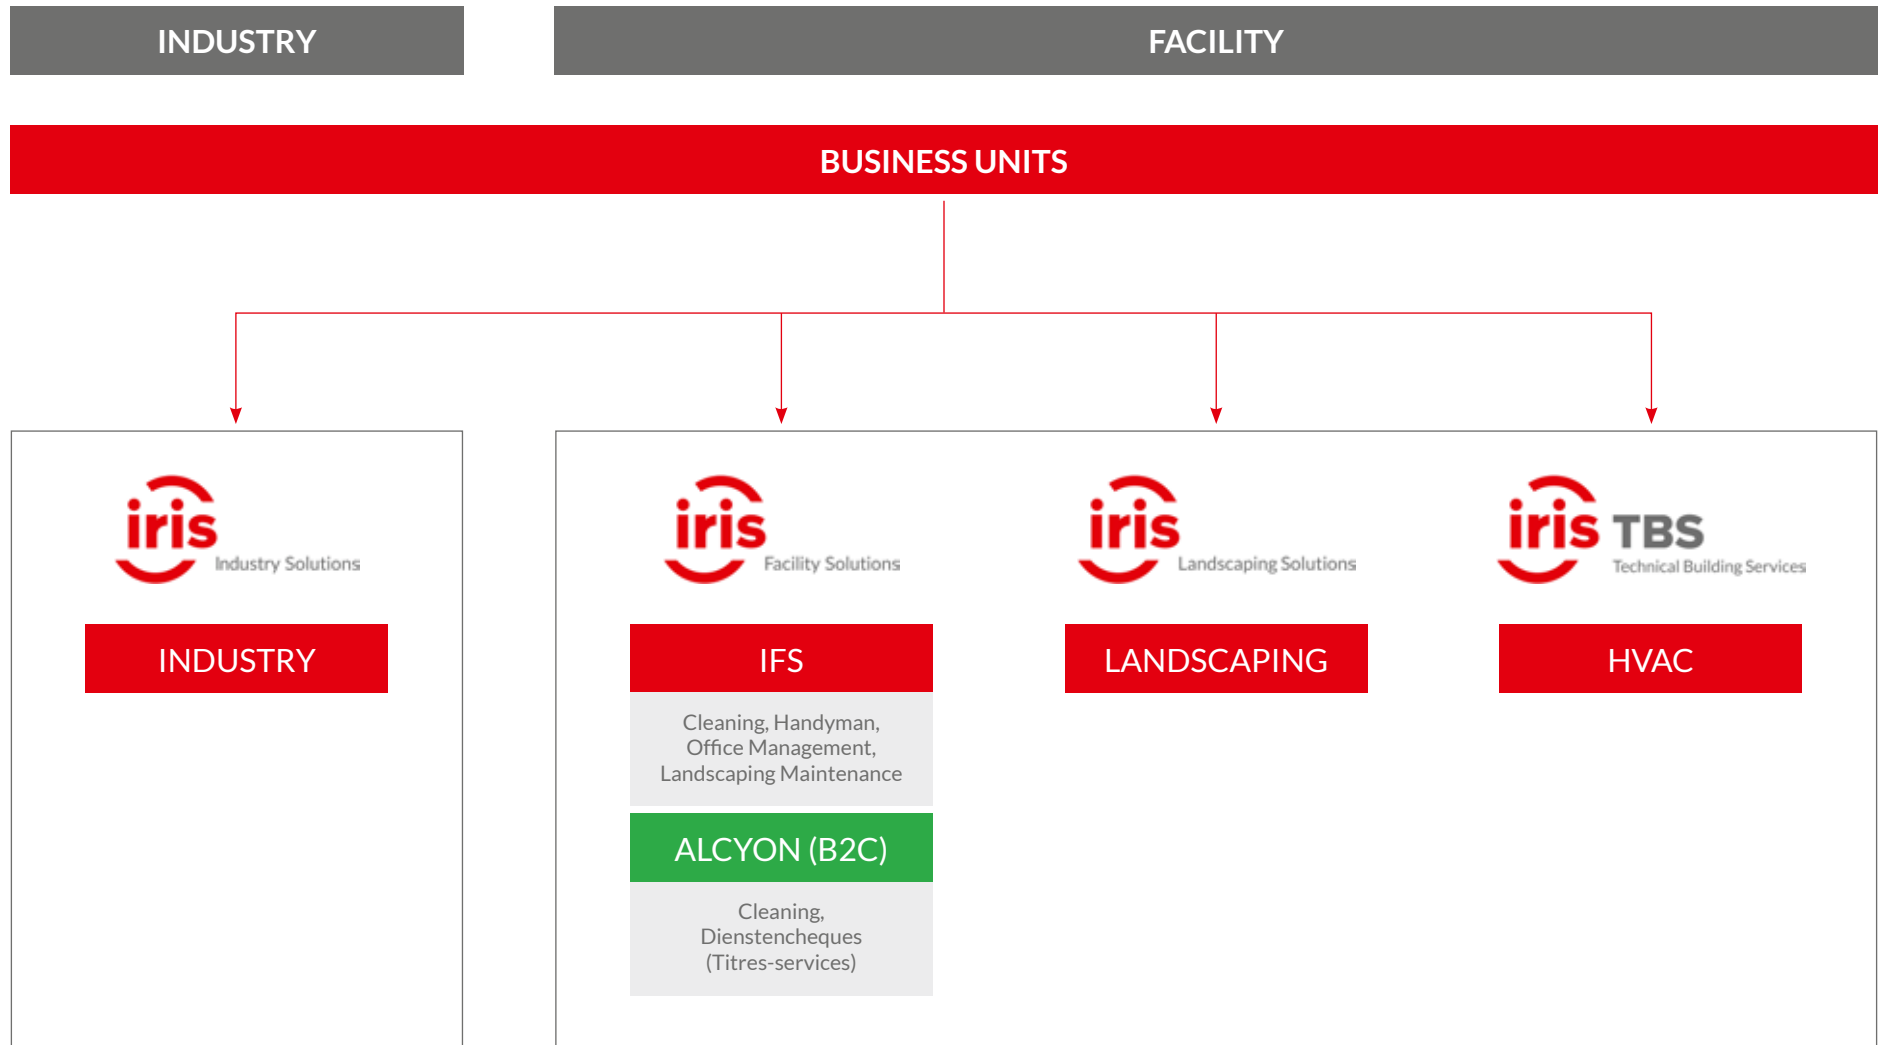 INDUSTRY
FACILITY
BUSINESS UNITS
iris
Industry Solutions
INDUSTRY
iris
Facility Solutions
IFS
Cleaning, Handyman,
Office Management,
Landscaping Maintenance
ALCYON (B2C)
Cleaning,
Dienstencheques
(Titres-services)
iris
Landscaping Solutions
LANDSCAPING
iris TBS
Technical Building Services
HVAC